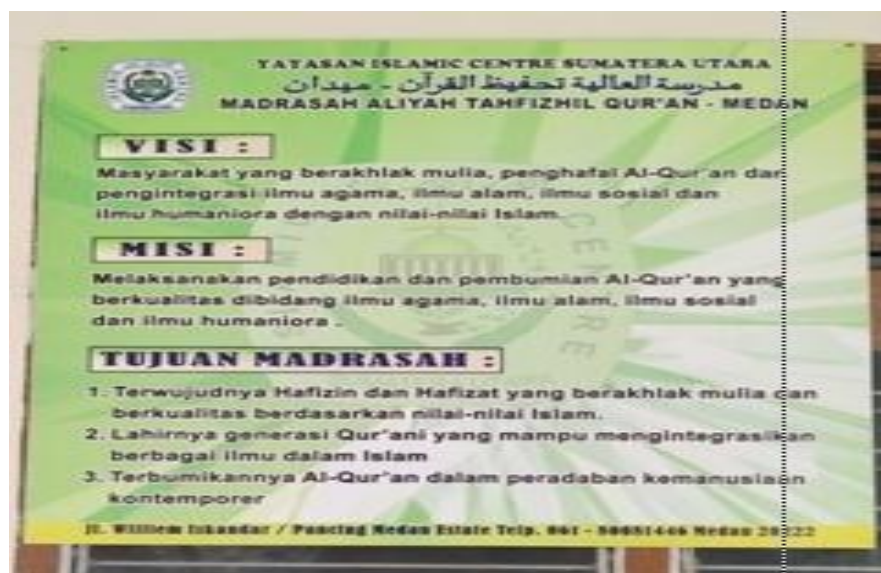 YAYASAN ISLAMIC CENTRE SUMATERA UTARA
مدرسة العالية تحفيظ القرآن - ميدان
MADRASAH ALIYAH TAHFIZHIL QUR'AN - MEDAN
VISI :
Masyarakat yang berakhlak mulia, penghafal Al-Qur'an dan
pengintegrasi ilmu agama, ilmu alam, ilmu sosial dan
ilmu humaniora dengan nilai-nilai Islam.
MISI :
Melaksanakan pendidikan dan pembumian Al-Qur'an yang
berkualitas dibidang ilmu agama, ilmu alam, ilmu sosial
dan ilmu humaniora .
TUJUAN MADRASAH :
1. Terwujudnya Hafizin dan Hafizat yang berakhlak mulia dan
berkualitas berdasarkan nilai-nilai Islam.
2. Lahirnya generasi Qur'ani yang mampu mengintegrasikan
berbagai ilmu dalam Islam
3. Terbumikannya Al-Qur'an dalam peradaban kemanusiaan
kontemporer
Jl. Williem Iskandar / Pancing Medan Estate Telp. 061 - Medan 20222